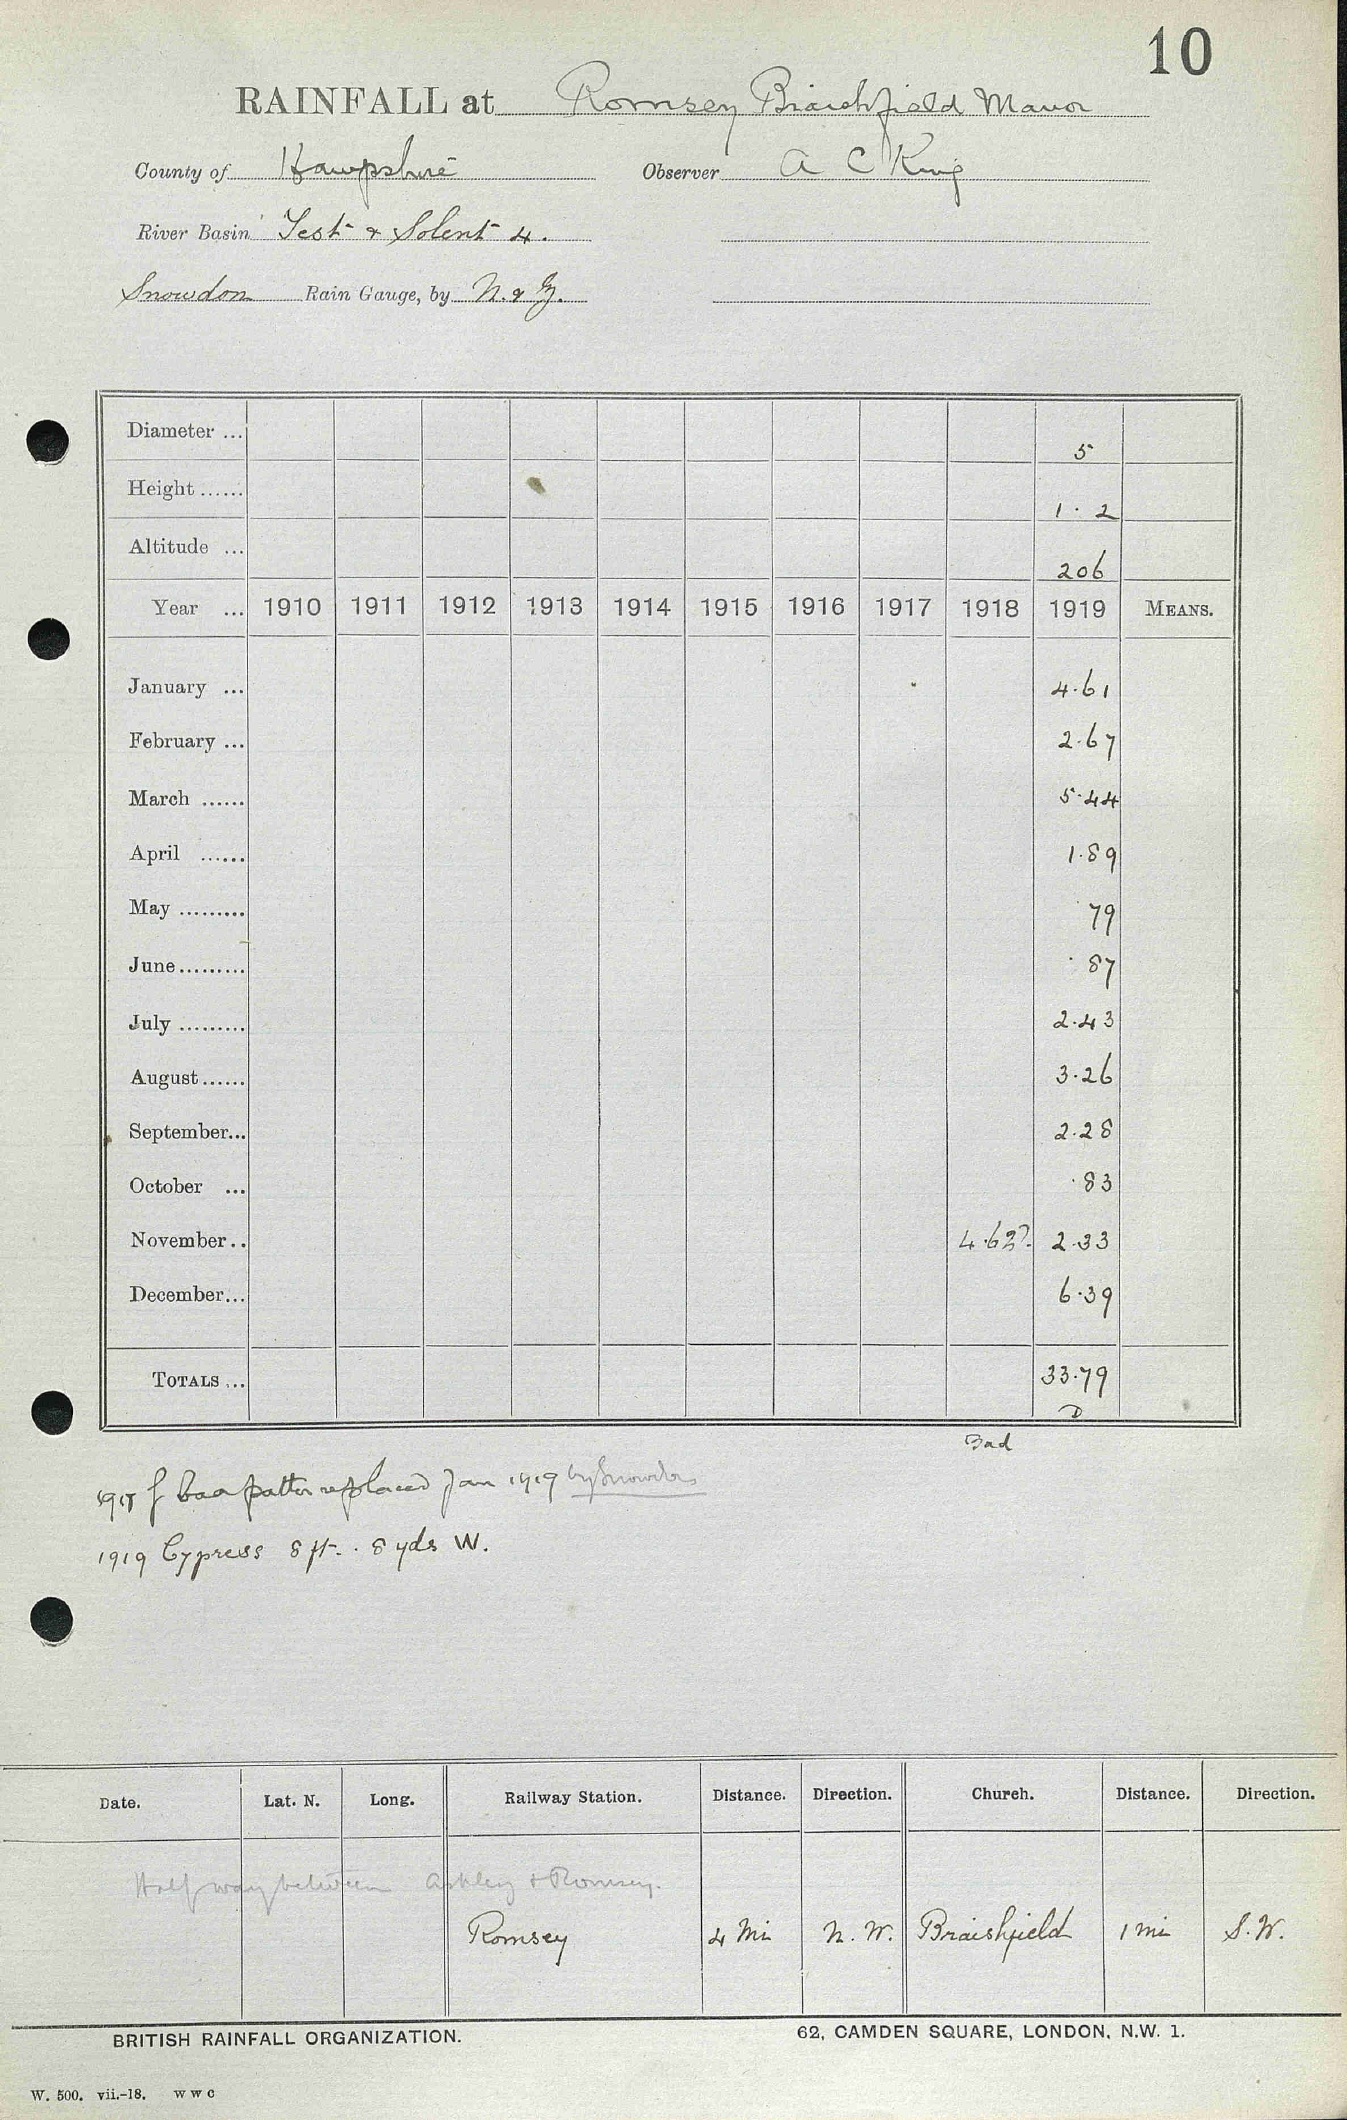 10
RAINFALL at Romsey Braishfield Manor
County of Hampshire Observer A C King
River Basin Test & Solent 4.
Snowdon Rain Gauge, by N. & Z.
Diameter ... 5
Height ...... 1.2
Altitude ... 206
Year ... 1910 1911 1912 1913 1914 1915 1916 1917 1918 1919 MEANS.
January ... 4.61
February ... 2.67
March ...... 5.44
April ...... 1.89
May ......... 79
June ......... .87
July ......... 2.43
August ...... 3.26
September... 2.28
October ... .83
November.. 4.62?. 2.33
December... 6.39
TOTALS ... 33.79
D
Bad
1918 f bad pattern replaced Jan 1919 by Snowdon
1919 Cypress 8 ft. . 8 yds W.
Date. Lat. N. Long. Railway Station. Distance. Direction. Church. Distance. Direction.
Half way between Ashley & Romsey.
Romsey 4 Mi N. W. Braishfield 1 mi S. W.
BRITISH RAINFALL ORGANIZATION. 62, CAMDEN SQUARE, LONDON, N.W. 1.
W. 500. vii.-18. W W C